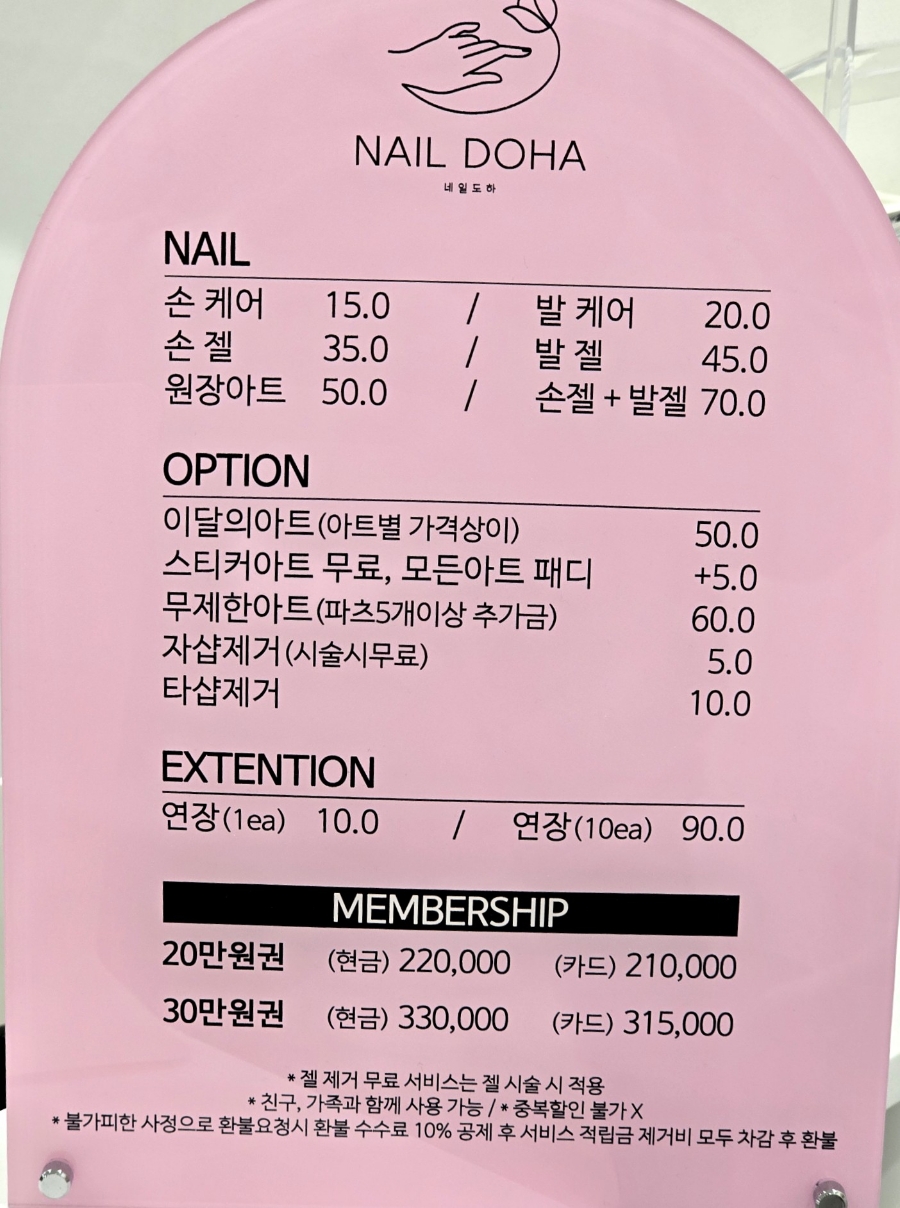 NAIL DOHA
네일도하
NAIL
손 케어 15.0 / 발 케어 20.0
손 젤 35.0 / 발 젤 45.0
원장아트 50.0 / 손젤 + 발젤 70.0
OPTION
이달의아트(아트별 가격상이) 50.0
스티커아트 무료, 모든아트 패디 +5.0
무제한아트(파츠5개이상 추가금) 60.0
자샵제거(시술시무료) 5.0
타샵제거 10.0
EXTENTION
연장(1ea) 10.0 / 연장(10ea) 90.0
MEMBERSHIP
20만원권 (현금) 220,000 (카드) 210,000
30만원권 (현금) 330,000 (카드) 315,000
* 젤 제거 무료 서비스는 젤 시술 시 적용
* 친구, 가족과 함께 사용 가능 / * 중복할인 불가 X
* 불가피한 사정으로 환불요청시 환불 수수료 10% 공제 후 서비스 적립금 제거비 모두 차감 후 환불